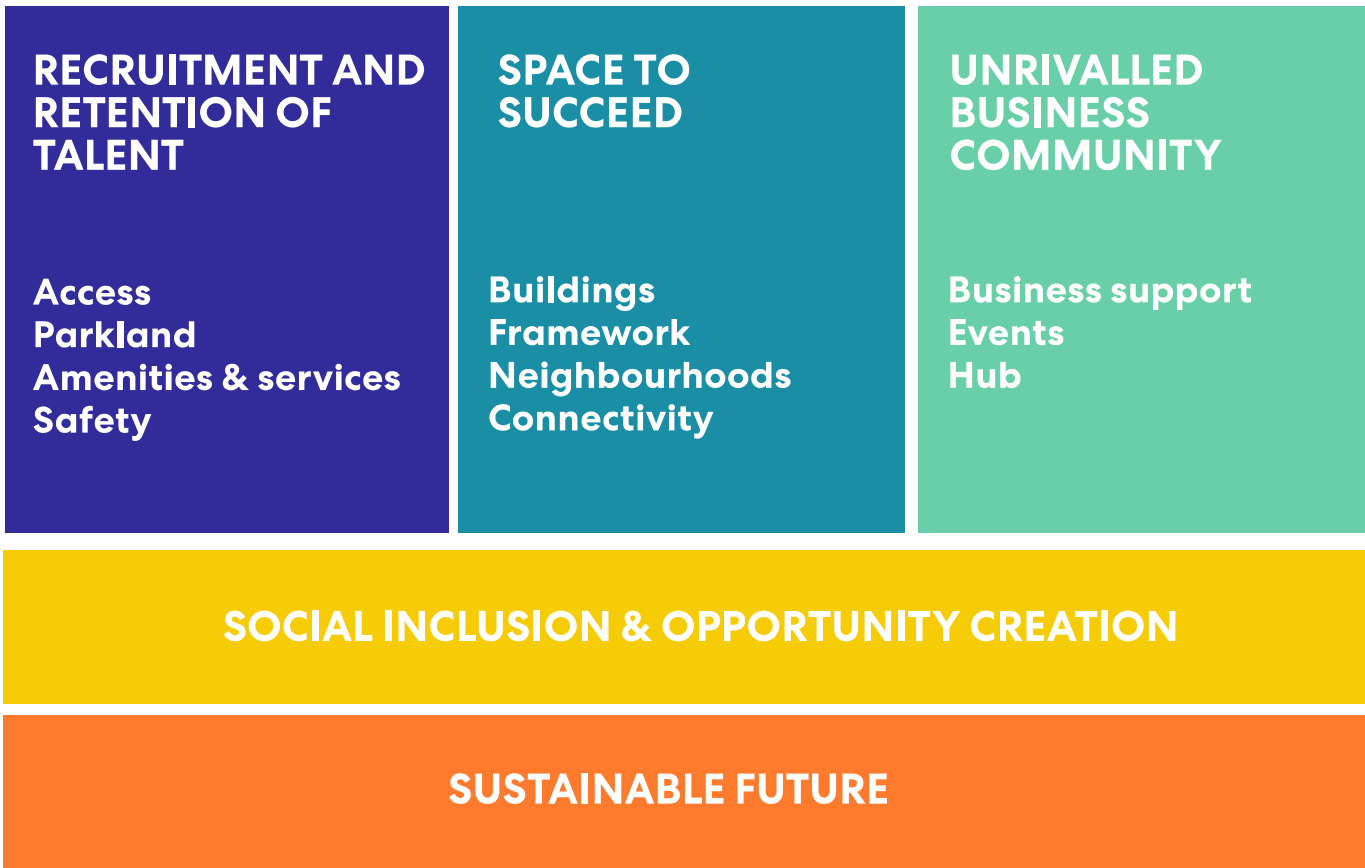 RECRUITMENT AND
RETENTION OF
TALENT
Access
Parkland
Amenities & services
Safety
SPACE TO
SUCCEED
Buildings
Framework
Neighbourhoods
Connectivity
UNRIVALLED
BUSINESS
COMMUNITY
Business support
Events
Hub
SOCIAL INCLUSION & OPPORTUNITY CREATION
SUSTAINABLE FUTURE